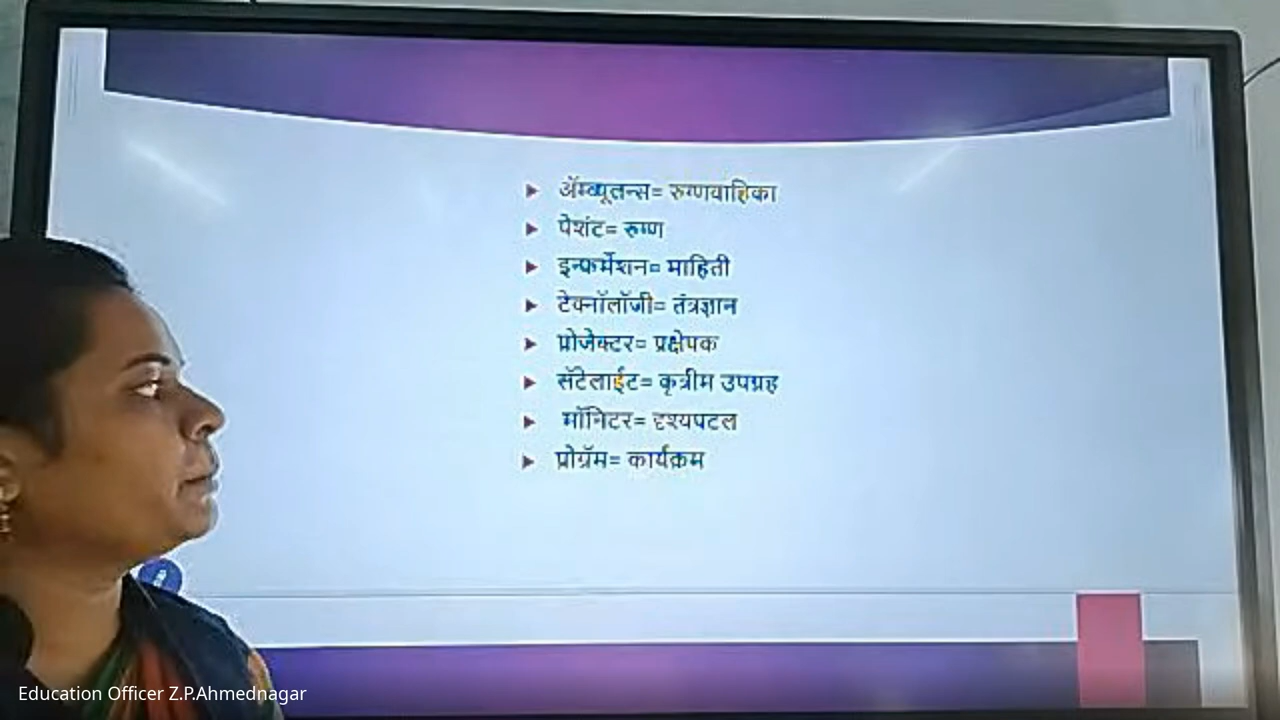 ॲम्ब्यूलन्स= रुग्णवाहिका
पेशंट= रुग्ण
इन्फर्मेशन= माहिती
टेक्नॉलॉजी= तंत्रज्ञान
प्रोजेक्टर= प्रक्षेपक
सॅटेलाईट= कृत्रीम उपग्रह
मॉनिटर= दृश्यपटल
प्रोग्रॅम= कार्यक्रम
Education Officer Z.P.Ahmednagar